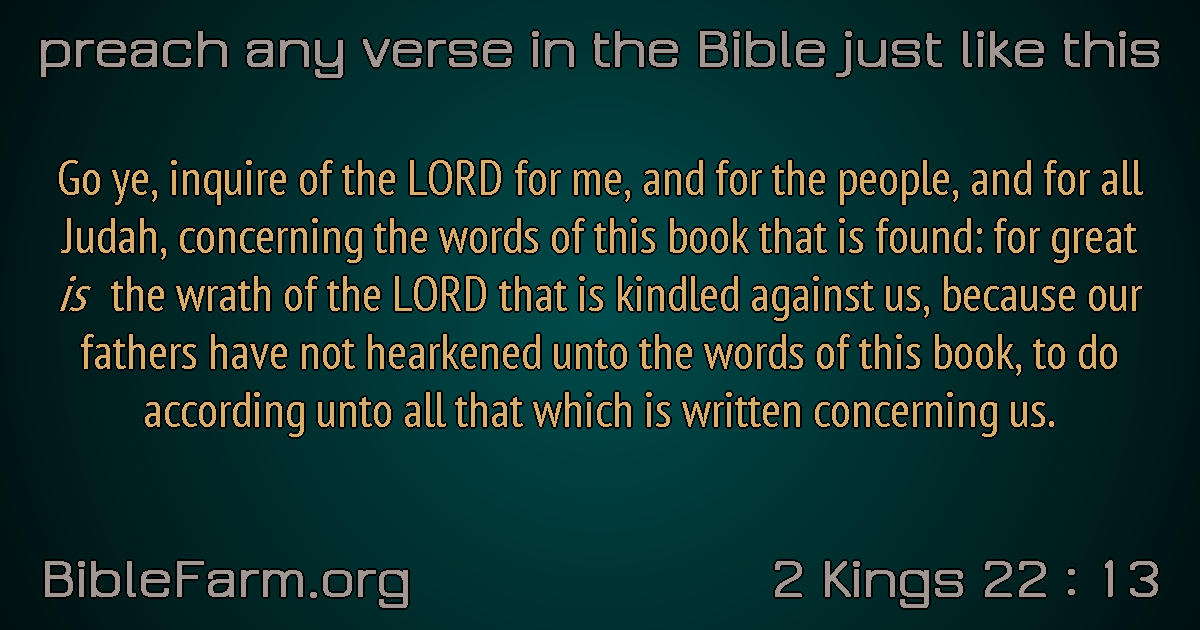 preach any verse in the Bible just like this
Go ye, inquire of the LORD for me, and for the people, and for all
Judah, concerning the words of this book that is found: for great
is the wrath of the LORD that is kindled against us, because our
fathers have not hearkened unto the words of this book, to do
according unto all that which is written concerning us.
BibleFarm.org
2 Kings 22 : 13